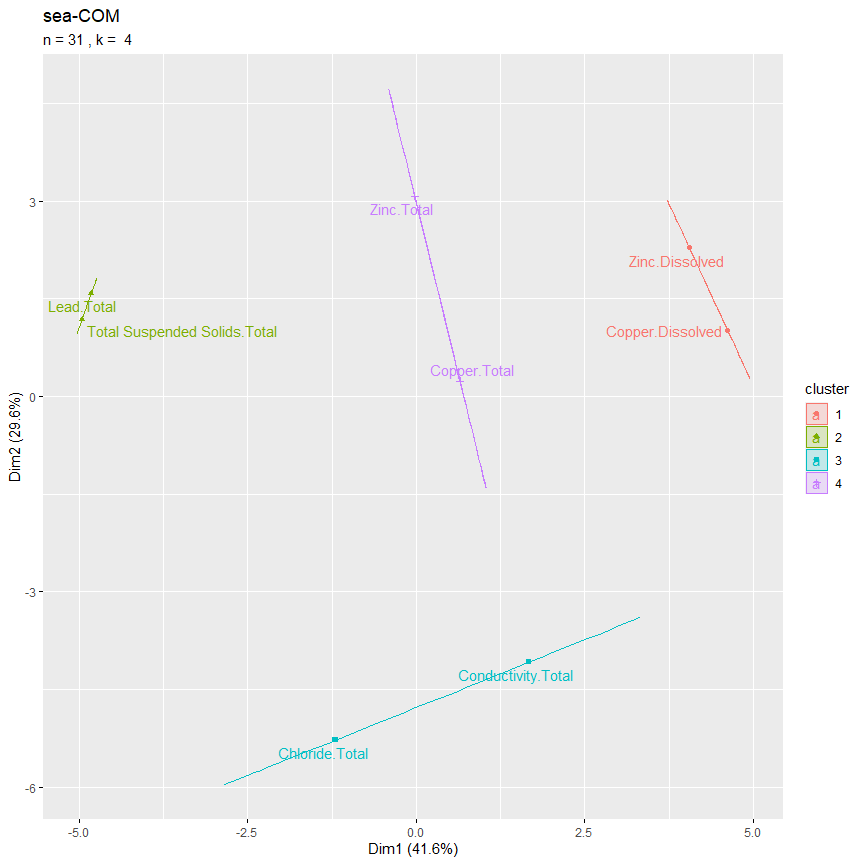 sea-COM
n = 31 , k =  4
Zinc.Total
Zinc.Dissolved
Lead.Total
Total Suspended Solids.Total
Copper.Dissolved
Copper.Total
Conductivity.Total
Chloride.Total
3
0
-3
-6
Dim2 (29.6%)
-5.0
-2.5
0.0
2.5
5.0
Dim1 (41.6%)
cluster
a 1
a 2
a 3
a 4